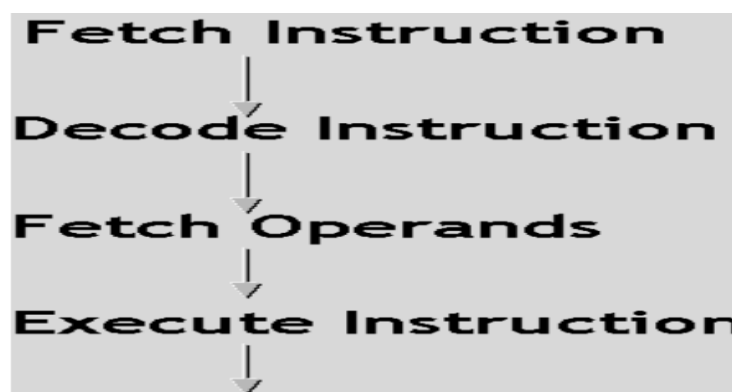 Fetch Instruction
Decode Instruction
Fetch Operands
Execute Instruction